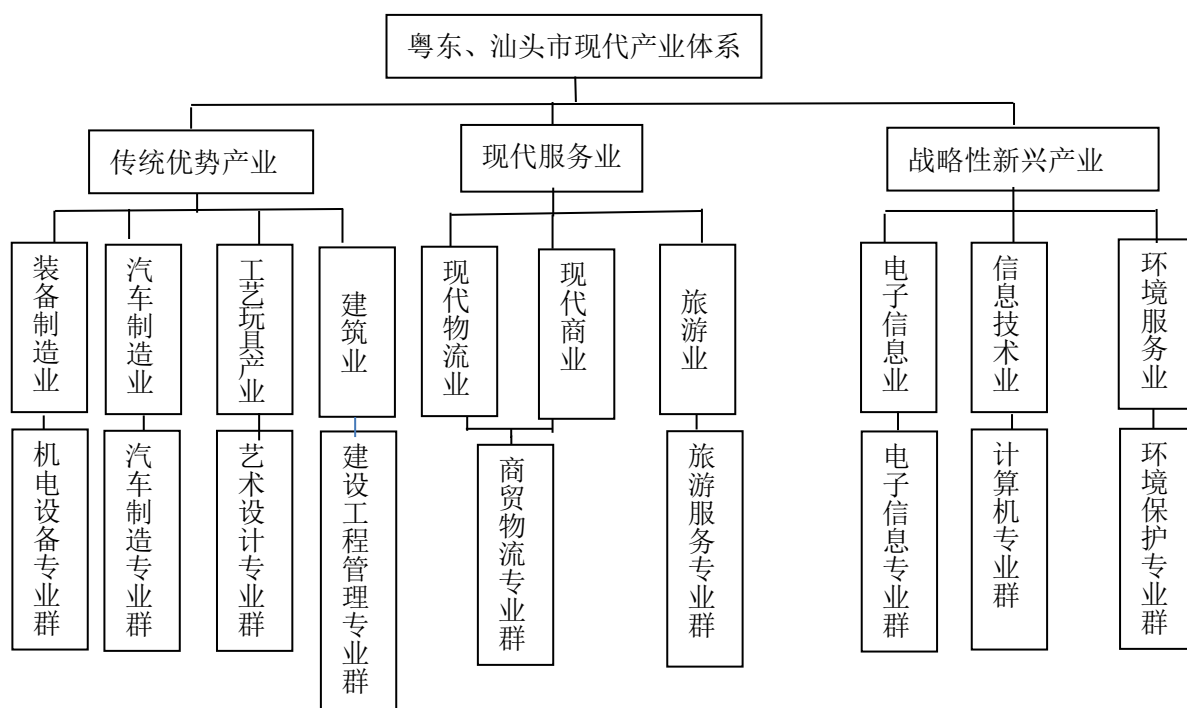 粤东、汕头市现代产业体系
传统优势产业
现代服务业
战略性新兴产业
装备制造业
汽车制造业
工艺玩具产业
建筑业
现代物流业
现代商业
旅游业
电子信息业
信息技术业
环境服务业
机电设备专业群
汽车制造专业群
艺术设计专业群
建设工程管理专业群
商贸物流专业群
旅游服务专业群
电子信息专业群
计算机专业群
环境保护专业群